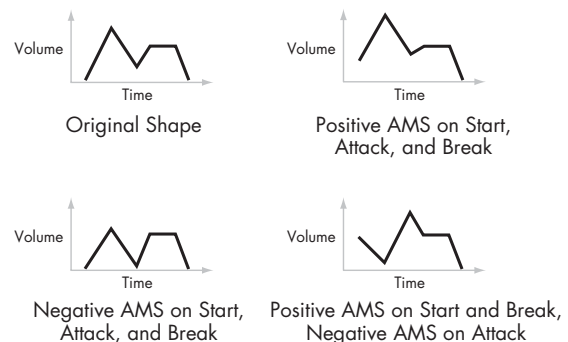 Volume
Time
Original Shape
Volume
Time
Positive AMS on Start,
Attack, and Break
Volume
Time
Negative AMS on Start,
Attack, and Break
Volume
Time
Positive AMS on Start and Break,
Negative AMS on Attack